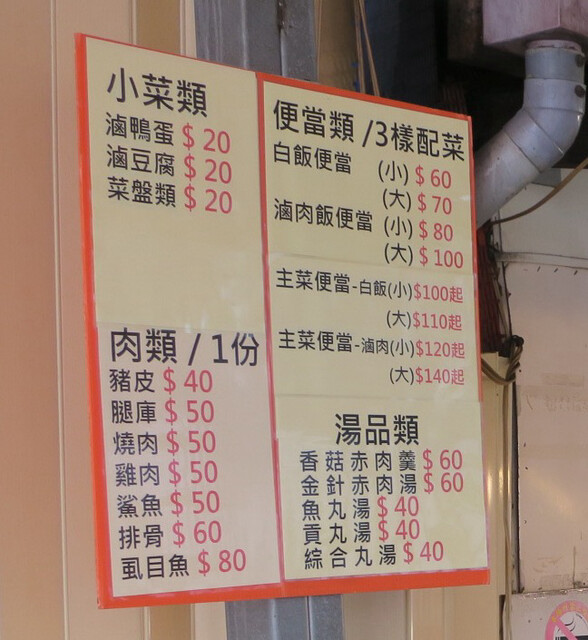 小菜類
滷鴨蛋 $20
滷豆腐 $20
菜盤類 $20
肉類 / 1份
豬皮 $40
腿庫 $50
燒肉 $50
雞肉 $50
鯊魚 $50
排骨 $60
虱目魚 $80
便當類 /3樣配菜
白飯便當 (小) $60
(大) $70
滷肉飯便當 (小) $80
(大) $100
主菜便當-白飯(小)$100起
(大)$110起
主菜便當-滷肉(小)$120起
(大)$140起
湯品類
香菇赤肉羹 $60
金針赤肉湯 $60
魚丸湯 $40
貢丸湯 $40
綜合丸湯 $40